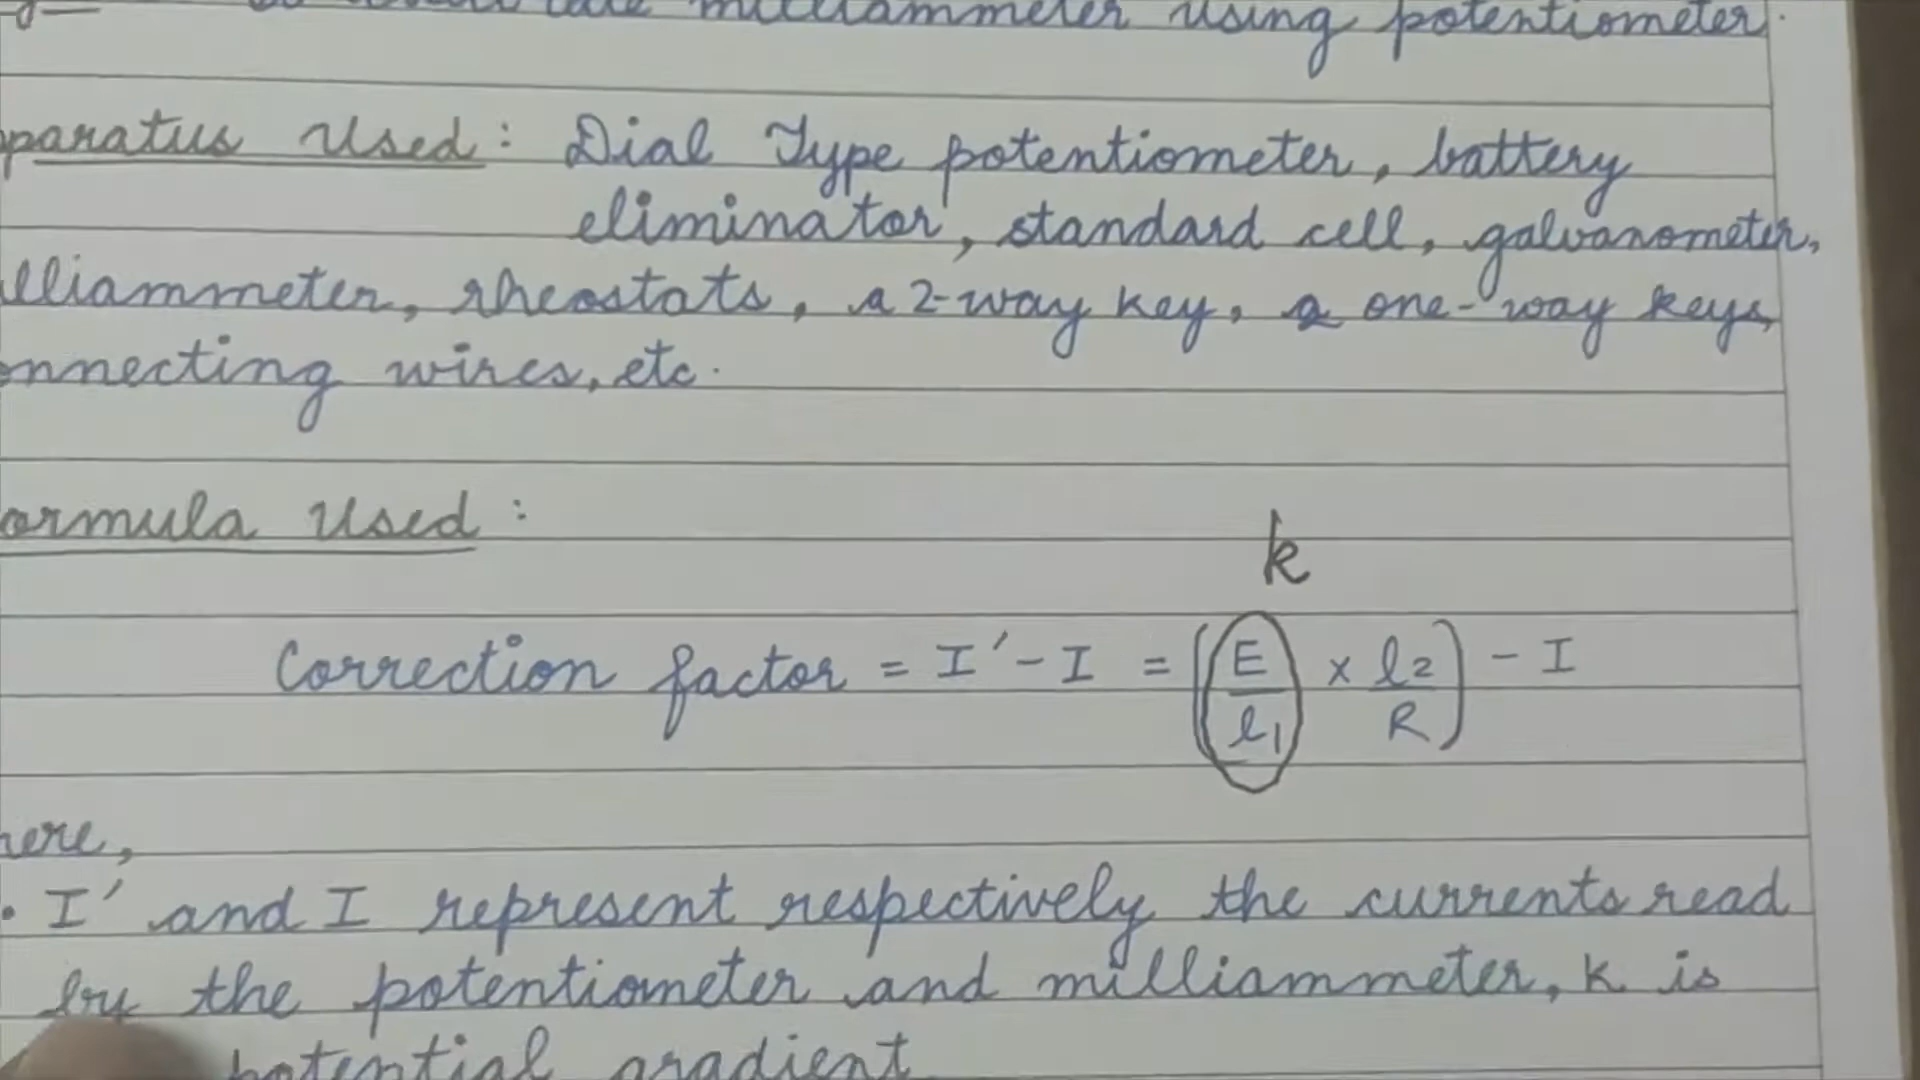 milliammeter using potentiometer.
paratus Used: Dial Type potentiometer, battery
eliminator, standard cell, galvanometer,
lliammeter, rheostats, a 2-way key, a one-way keys,
onnecting wires, etc.
ormula Used:
k
Correction factor = I' - I = (E/l1 × l2/R) - I
here,
• I' and I represent respectively the currents read
by the potentiometer and milliammeter, K is
potential gradient